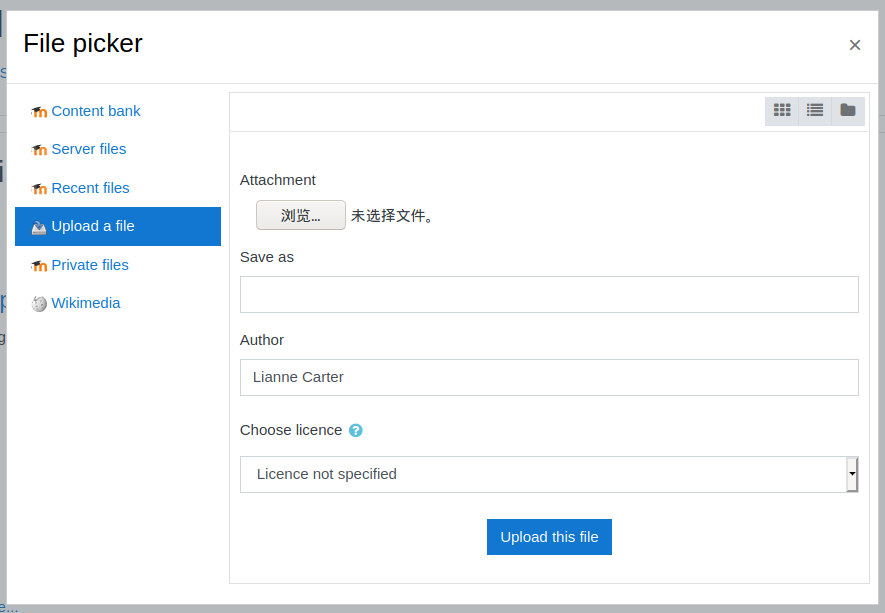 File picker
×
Content bank
Server files
Recent files
Upload a file
Private files
Wikimedia
Attachment
浏览... 未选择文件。
Save as
Author
Lianne Carter
Choose licence ?
Licence not specified
Upload this file